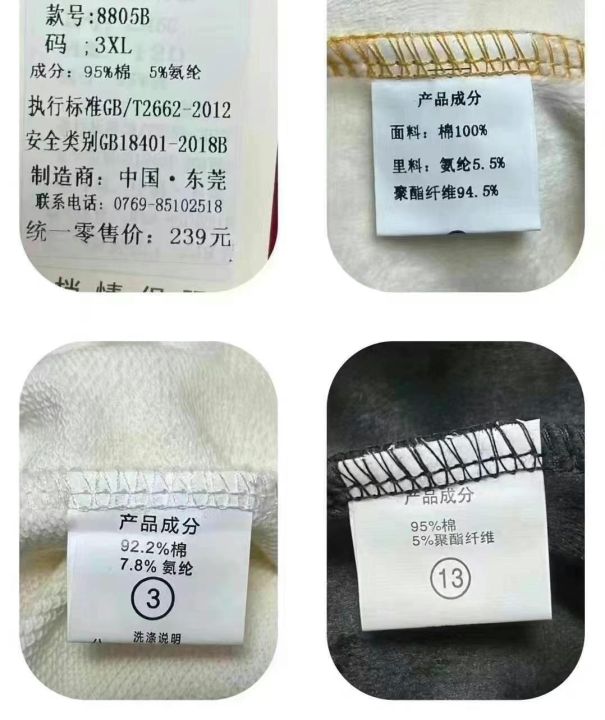 款号:8805B
码 ;3XL
成分: 95%棉 5%氨纶
执行标准GB/T2662-2012
安全类别GB18401-2018B
制造商: 中国·东莞
联系电话: 0769-85102518
统一零售价: 239元
产品成分
面料: 棉100%
里料: 氨纶5.5%
聚酯纤维94.5%
产品成分
92.2%棉
7.8% 氨纶
3
洗涤说明
产品成分
95%棉
5%聚酯纤维
13